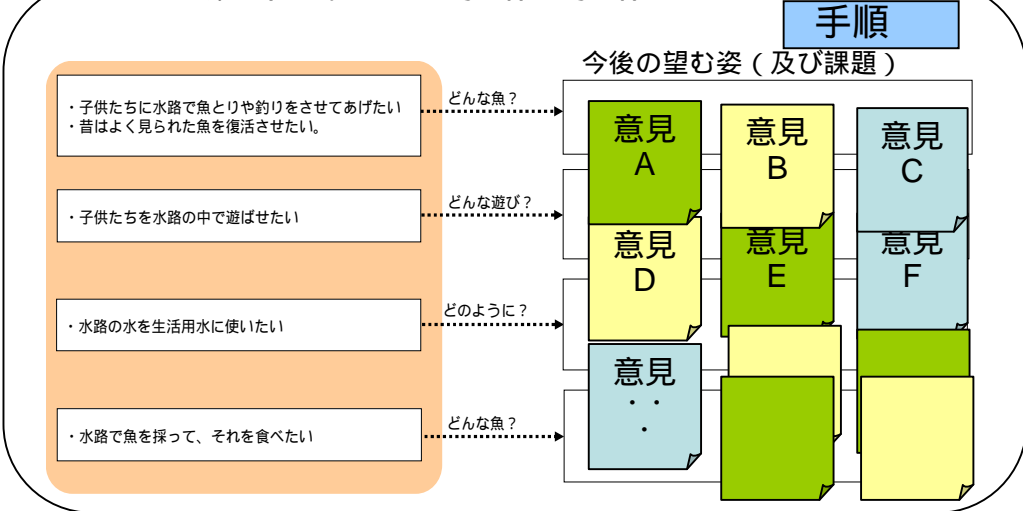 手順
今後の望む姿(及び課題)
・子供たちに水路で魚とりや釣りをさせてあげたい
・昔はよく見られた魚を復活させたい。
どんな魚?
・子供たちを水路の中で遊ばせたい
どんな遊び?
・水路の水を生活用水に使いたい
どのように?
・水路で魚を採って、それを食べたい
どんな魚?
意見
A
意見
B
意見
C
意見
D
意見
E
意見
F
意見
・・
・